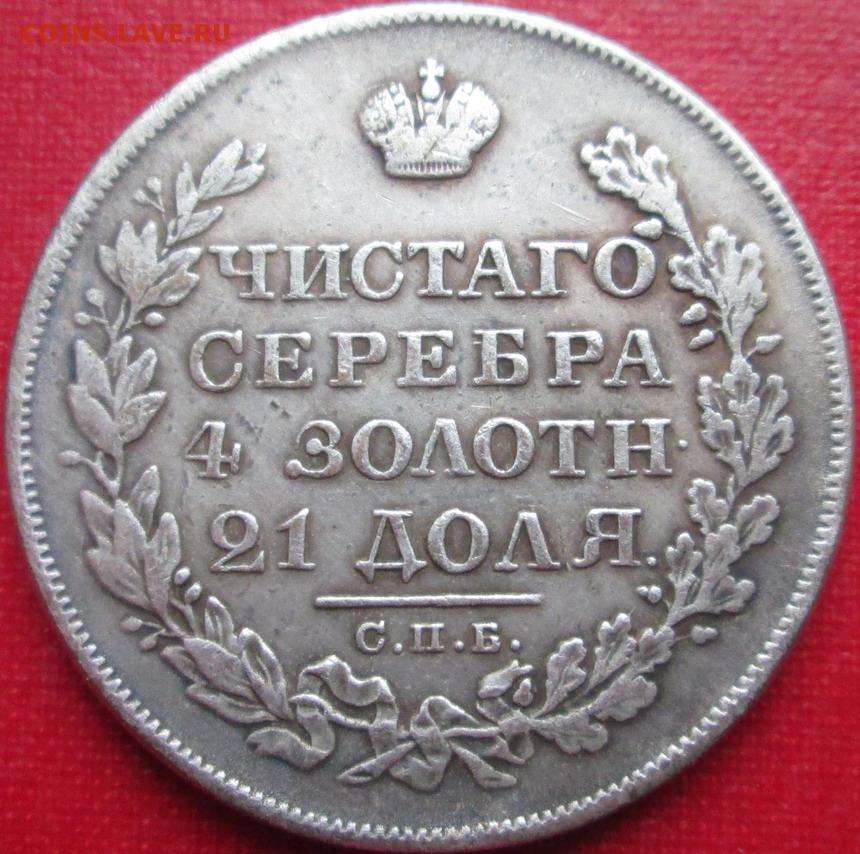 COINS.LAVE.RU
ЧИСТАГО
СЕРЕБРА
4 ЗОЛОТН.
21 ДОЛЯ.
С.П.Б.